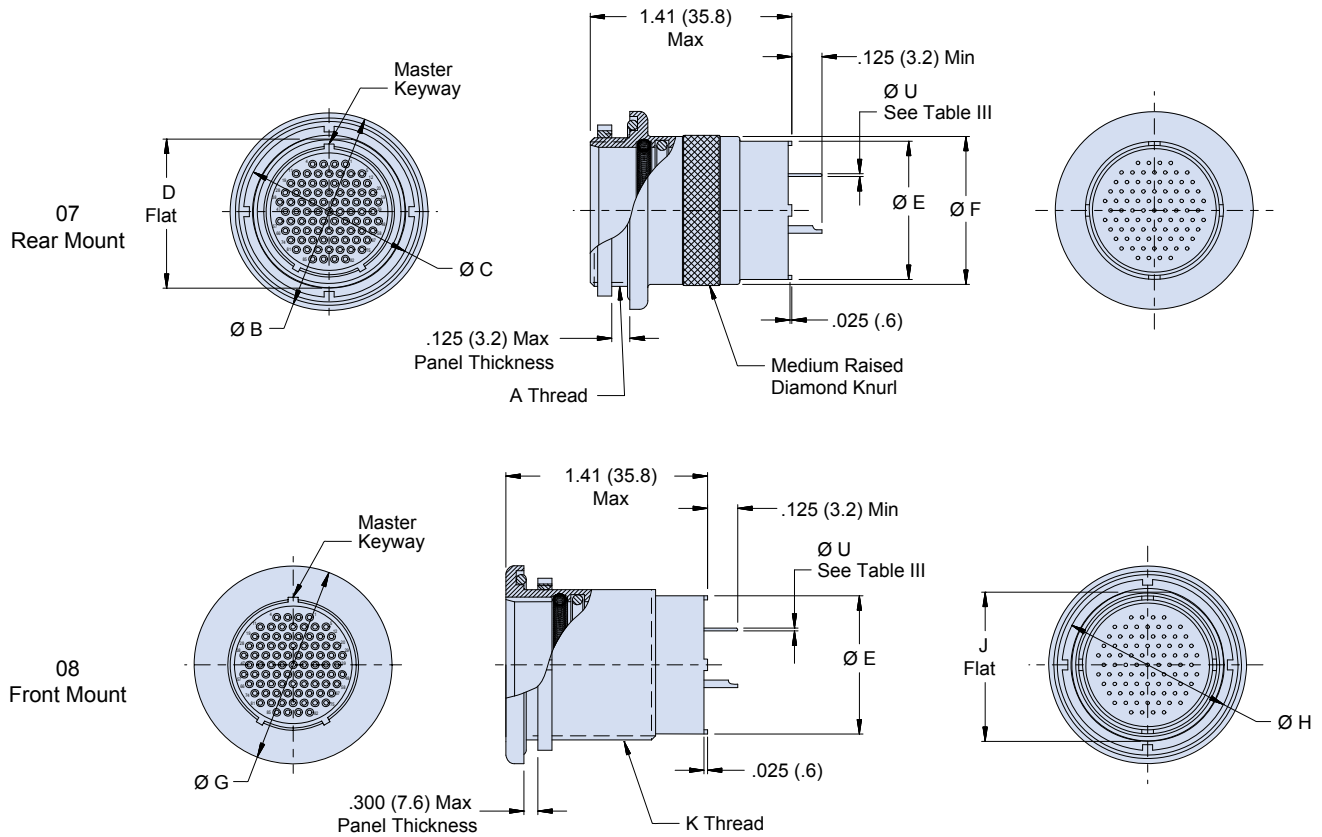 1.41 (35.8)
Max
.125 (3.2) Min
Master
Keyway
Ø U
See Table III
D
Flat
07
Rear Mount
Ø E
Ø F
Ø C
Ø B
.025 (.6)
.125 (3.2) Max
Panel Thickness
Medium Raised
Diamond Knurl
A Thread
1.41 (35.8)
Max
.125 (3.2) Min
Master
Keyway
Ø U
See Table III
08
Front Mount
Ø E
J
Flat
Ø H
Ø G
.025 (.6)
.300 (7.6) Max
Panel Thickness
K Thread